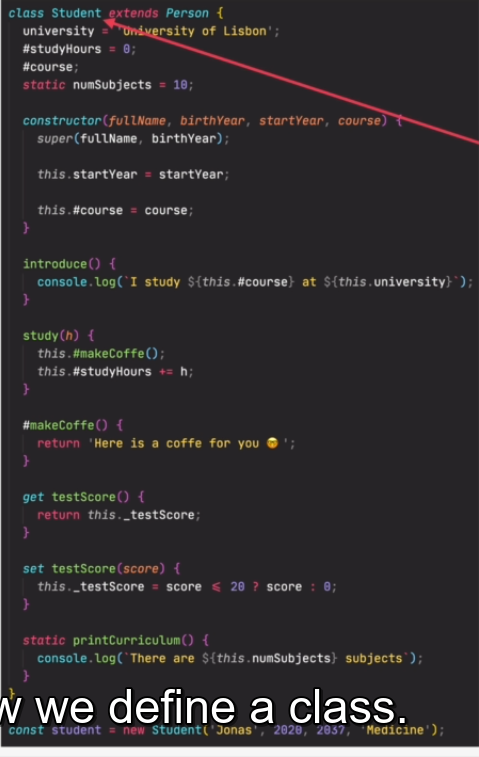 class Student extends Person {
university = 'University of Lisbon';
#studyHours = 0;
#course;
static numSubjects = 10;
constructor(fullName, birthYear, startYear, course) {
super(fullName, birthYear);
this.startYear = startYear;
this.#course = course;
}
introduce() {
console.log(`I study ${this.#course} at ${this.university}`);
}
study(h) {
this.#makeCoffe();
this.#studyHours += h;
}
#makeCoffe() {
return 'Here is a coffe for you 🤯';
}
get testScore() {
return this._testScore;
}
set testScore(score) {
this._testScore = score ≤ 20 ? score : 0;
}
static printCurriculum() {
console.log(`There are ${this.numSubjects} subjects`);
}
}
w we define a class.
const student = new Student('Jonas', 2020, 2037, 'Medicine');